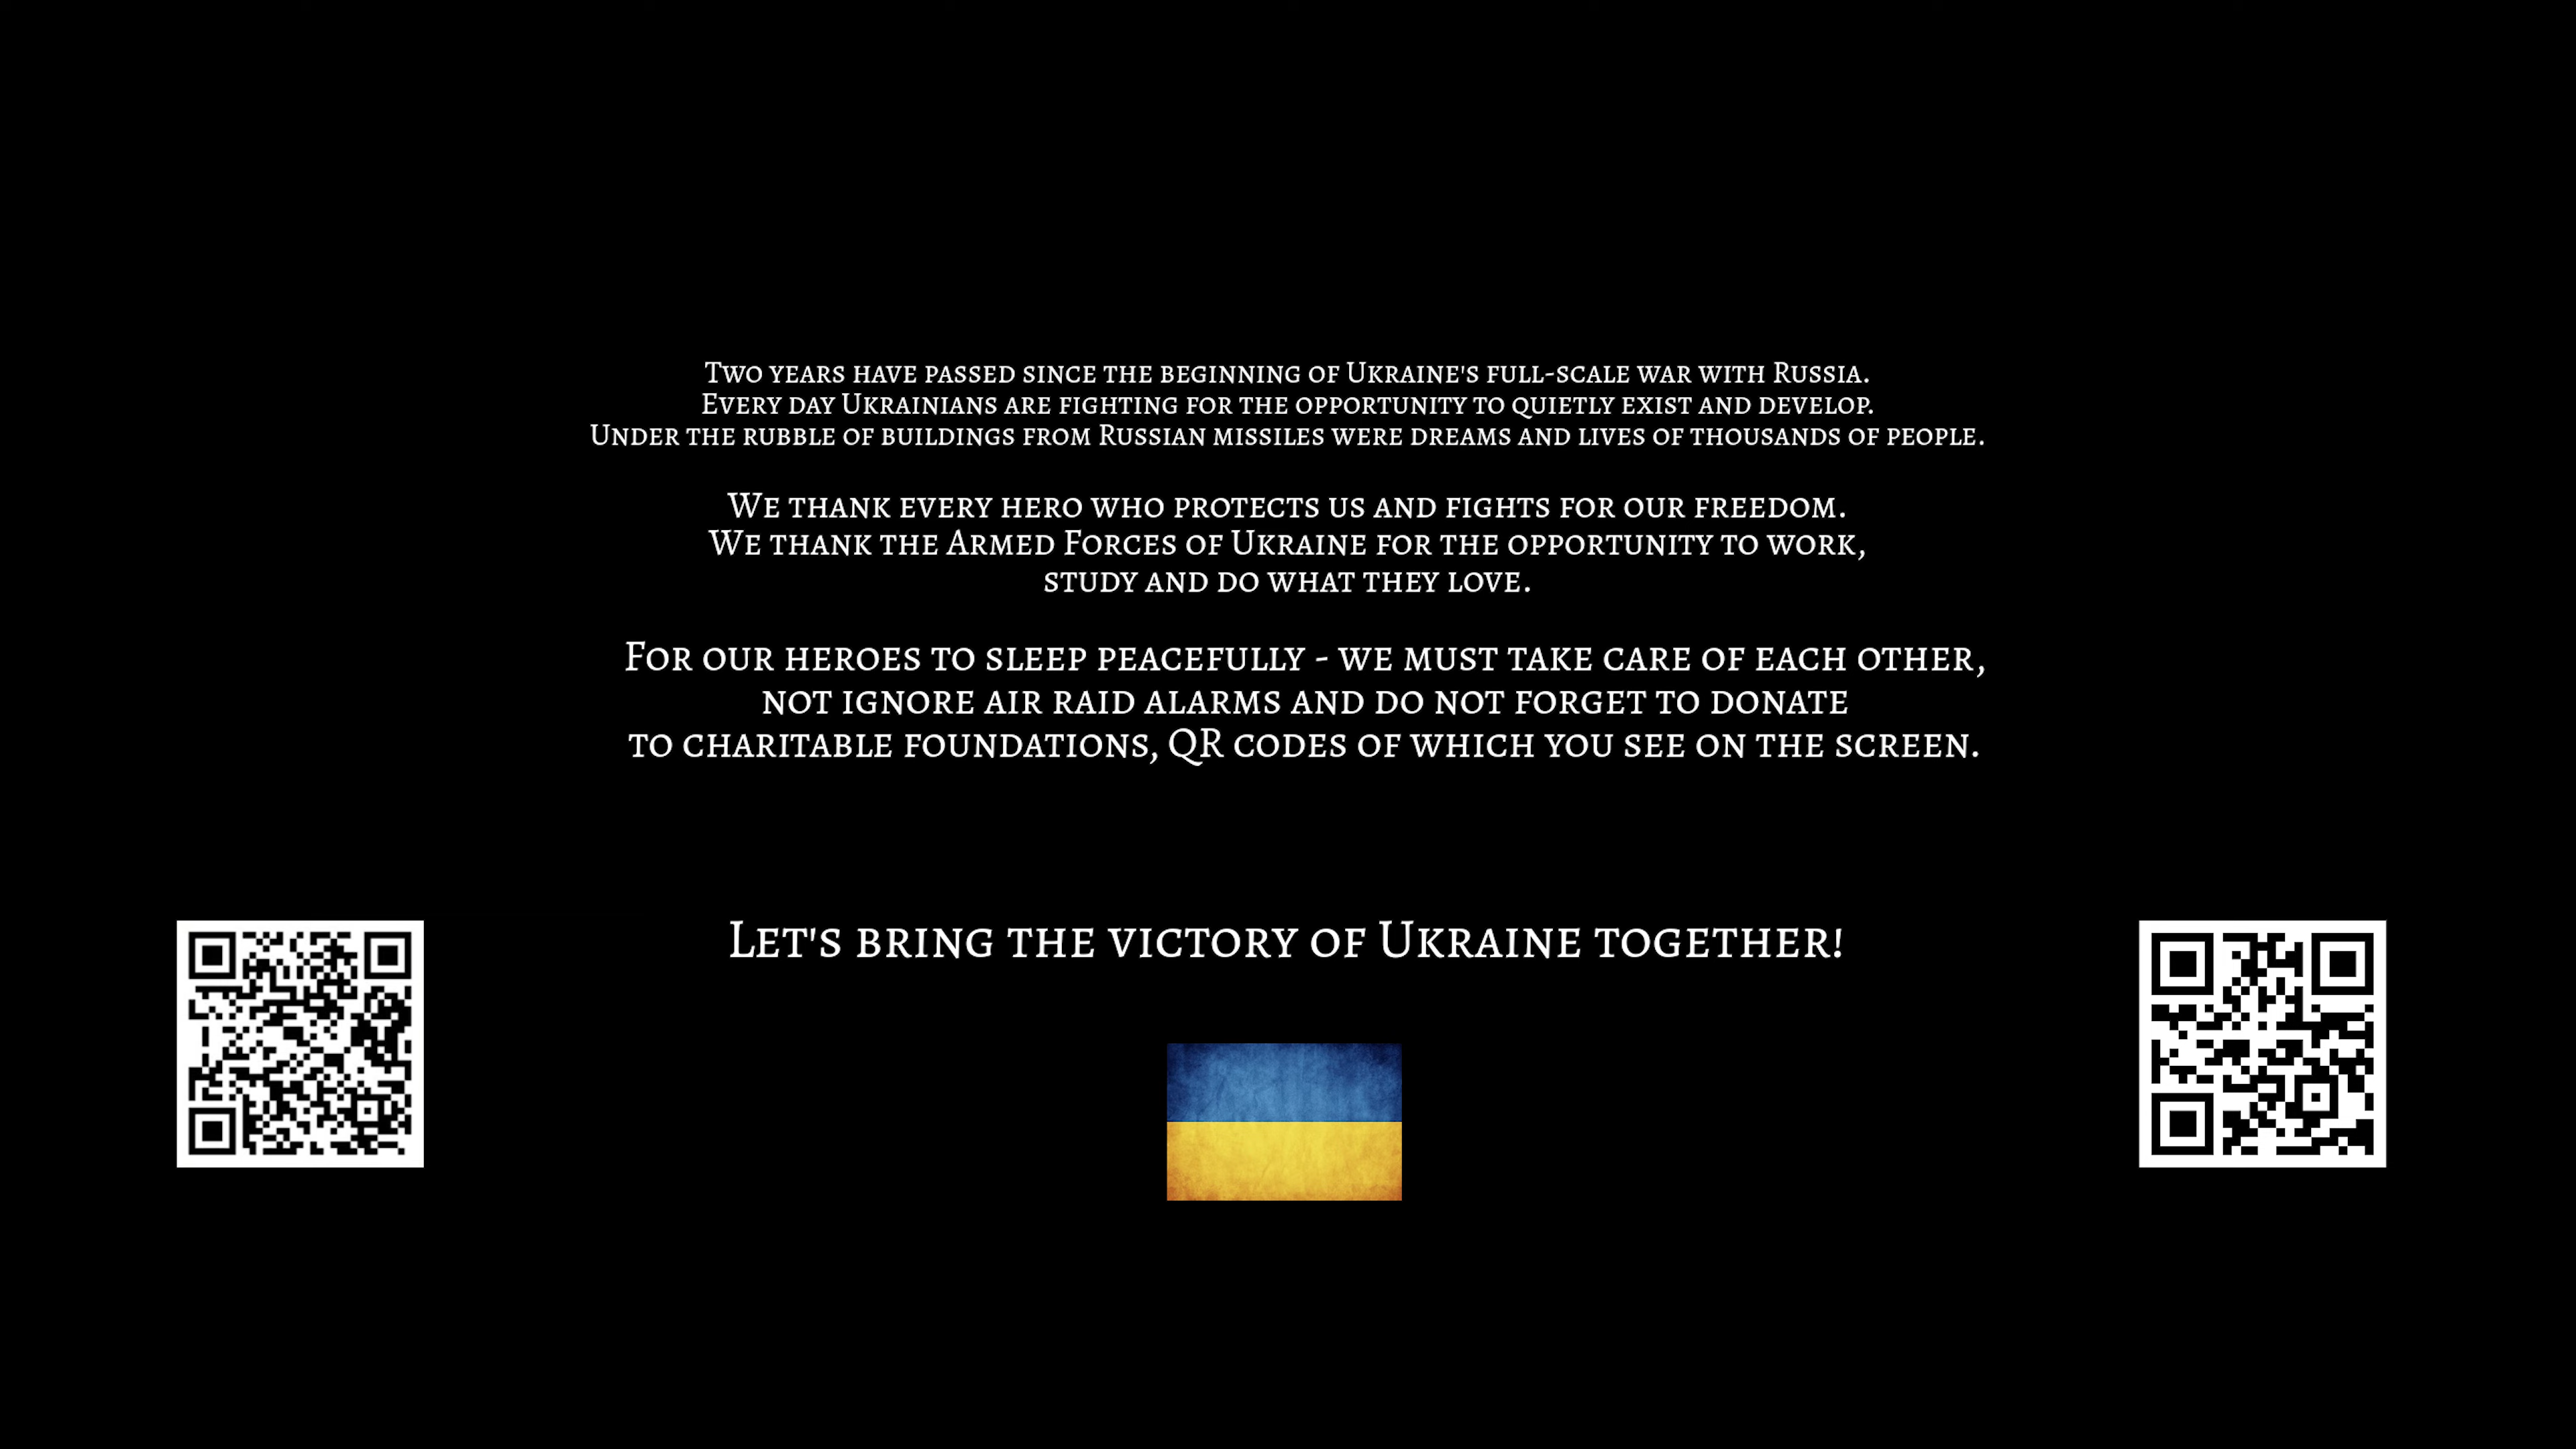 Two years have passed since the beginning of Ukraine's full-scale war with Russia.
Every day Ukrainians are fighting for the opportunity to quietly exist and develop.
Under the rubble of buildings from Russian missiles were dreams and lives of thousands of people.
We thank every hero who protects us and fights for our freedom.
We thank the Armed Forces of Ukraine for the opportunity to work,
study and do what they love.
For our heroes to sleep peacefully - we must take care of each other,
not ignore air raid alarms and do not forget to donate
to charitable foundations, QR codes of which you see on the screen.
Let's bring the victory of Ukraine together!